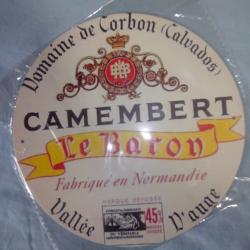 Domaine de Corbon (Calvados)
CAMEMBERT
Le Baron
Fabriqué en Normandie
MARQUE DÉPOSÉE
45%
Vallée D'auge